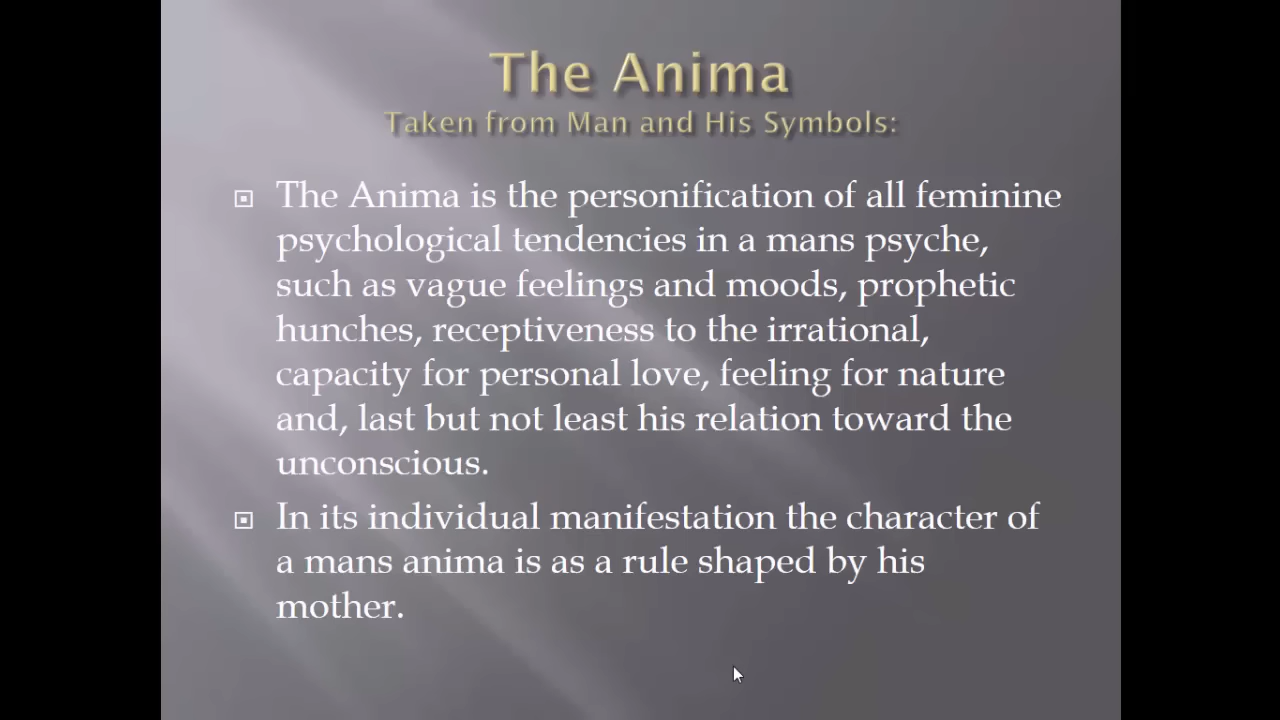 The Anima
Taken from Man and His Symbols:
The Anima is the personification of all feminine
psychological tendencies in a mans psyche,
such as vague feelings and moods, prophetic
hunches, receptiveness to the irrational,
capacity for personal love, feeling for nature
and, last but not least his relation toward the
unconscious.
In its individual manifestation the character of
a mans anima is as a rule shaped by his
mother.